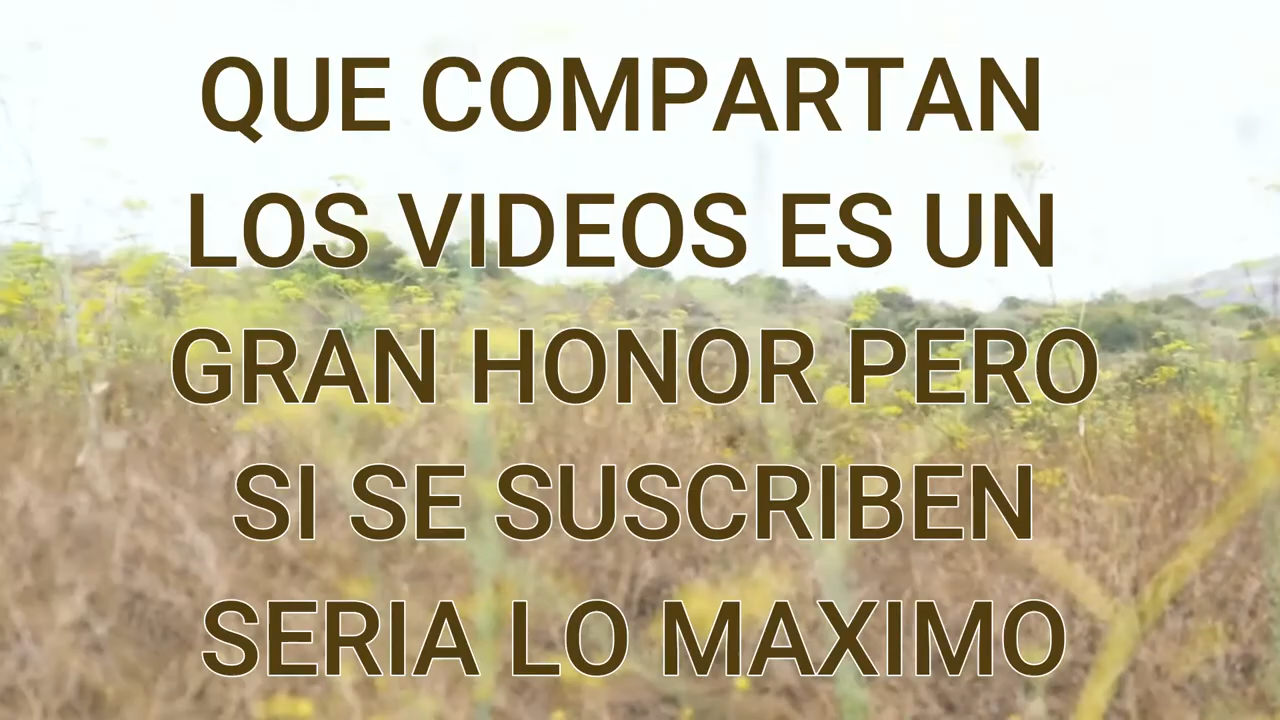 QUE COMPARTAN
LOS VIDEOS ES UN
GRAN HONOR PERO
SI SE SUSCRIBEN
SERIA LO MAXIMO